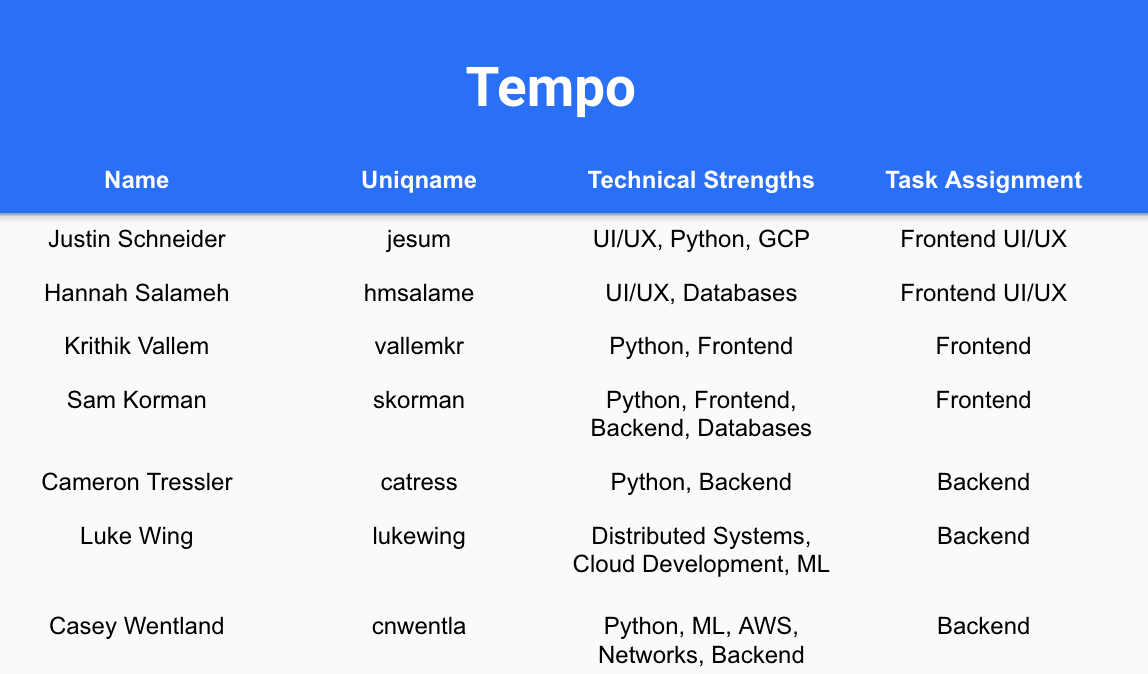 Tempo
Name Uniqname Technical Strengths Task Assignment
Justin Schneider jesum UI/UX, Python, GCP Frontend UI/UX
Hannah Salameh hmsalame UI/UX, Databases Frontend UI/UX
Krithik Vallem vallemkr Python, Frontend Frontend
Sam Korman skorman Python, Frontend, Frontend
Backend, Databases
Cameron Tressler catress Python, Backend Backend
Luke Wing lukewing Distributed Systems, Backend
Cloud Development, ML
Casey Wentland cnwentla Python, ML, AWS, Backend
Networks, Backend